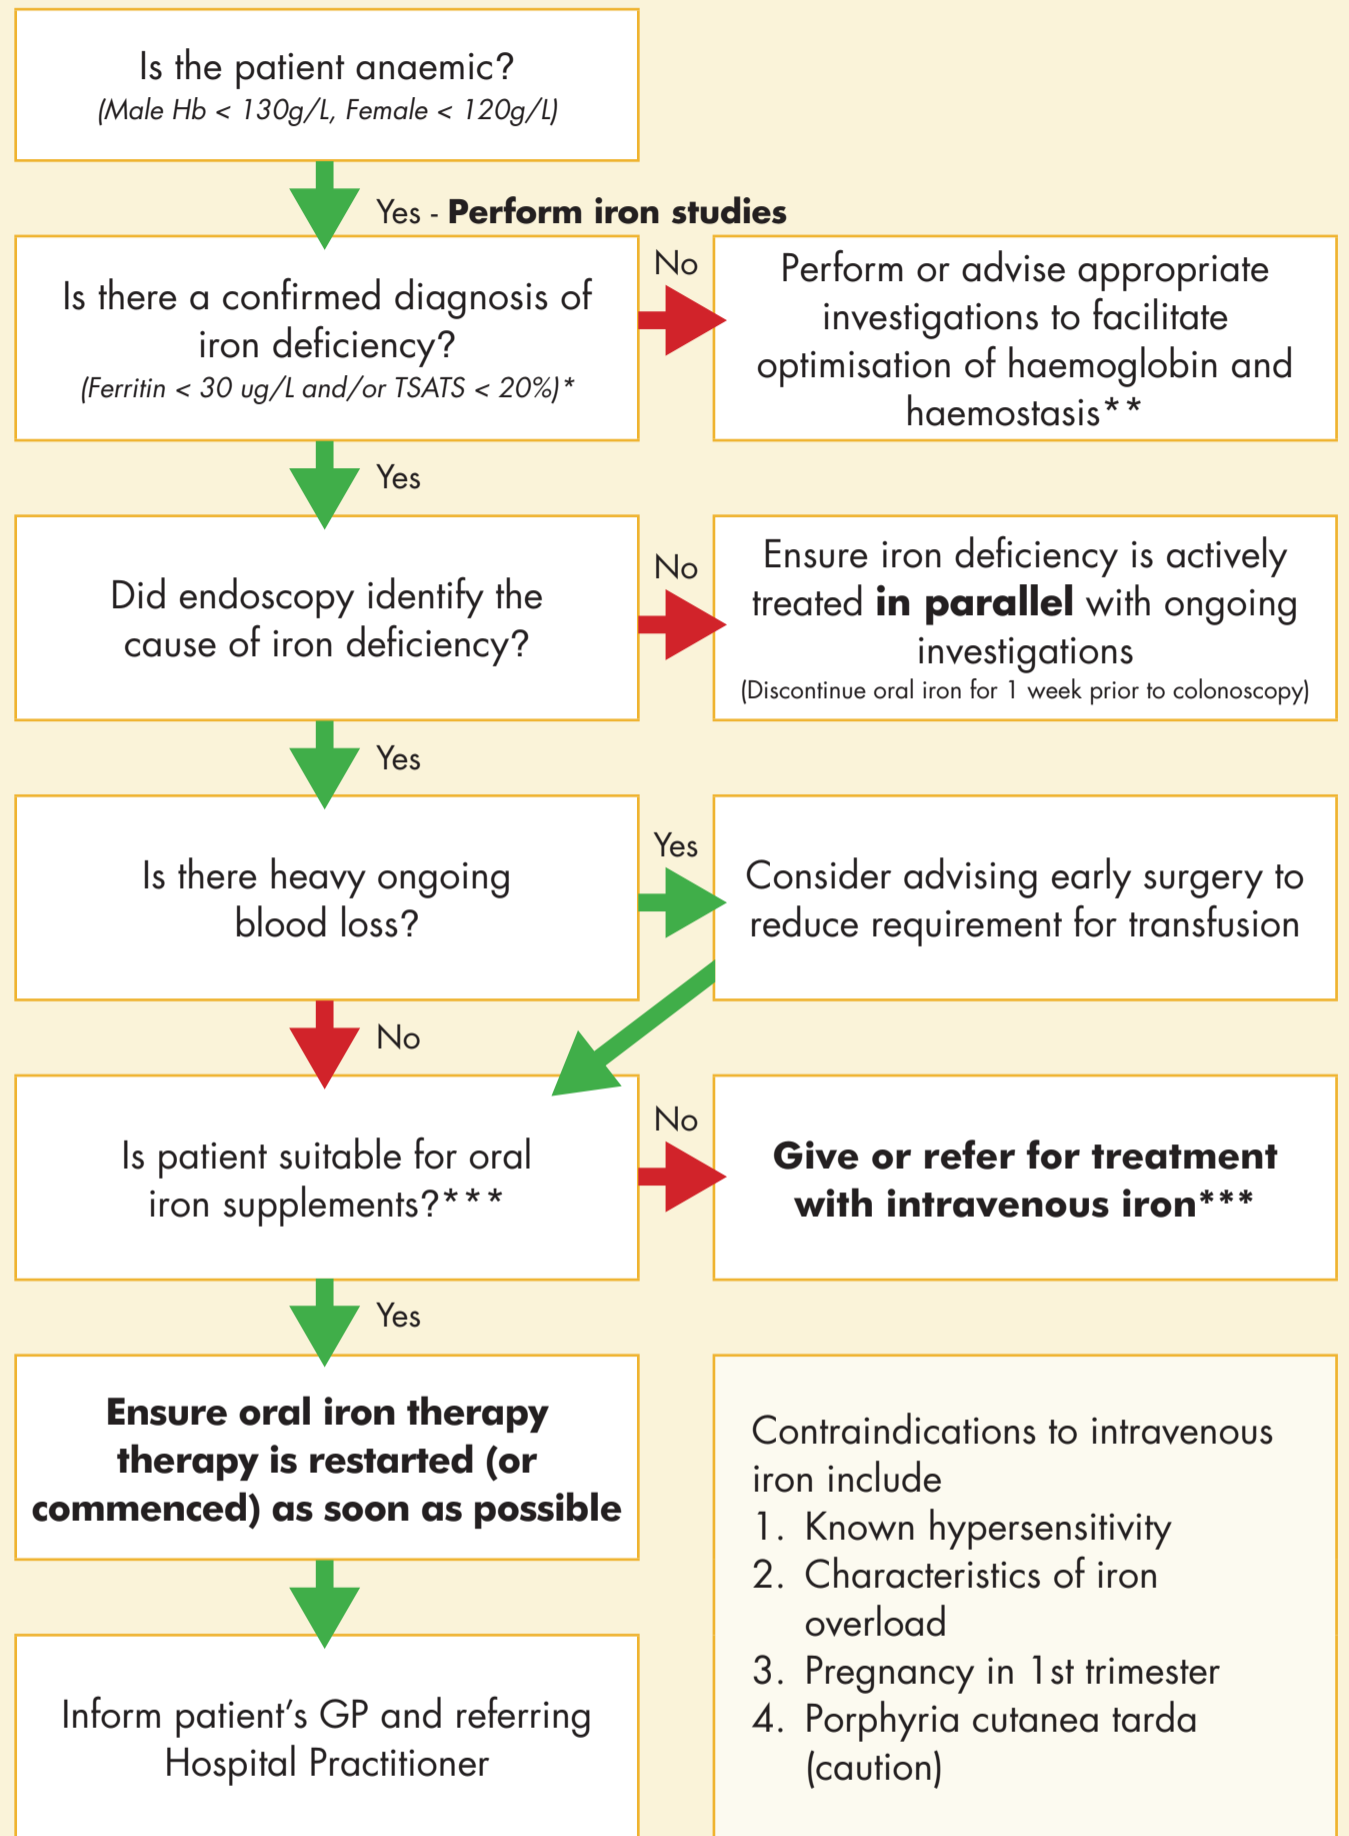 Is the patient anaemic?
(Male Hb < 130g/L, Female < 120g/L)
Yes - Perform iron studies
Is there a confirmed diagnosis of
iron deficiency?
(Ferritin < 30 ug/L and/or TSATS < 20%)*
No
Perform or advise appropriate
investigations to facilitate
optimisation of haemoglobin and
haemostasis**
Yes
Did endoscopy identify the
cause of iron deficiency?
No
Ensure iron deficiency is actively
treated in parallel with ongoing
investigations
(Discontinue oral iron for 1 week prior to colonoscopy)
Yes
Is there heavy ongoing
blood loss?
Yes
Consider advising early surgery to
reduce requirement for transfusion
No
Is patient suitable for oral
iron supplements?***
No
Give or refer for treatment
with intravenous iron***
Yes
Ensure oral iron therapy
therapy is restarted (or
commenced) as soon as possible
Inform patient's GP and referring
Hospital Practitioner
Contraindications to intravenous
iron include
1. Known hypersensitivity
2. Characteristics of iron
overload
3. Pregnancy in 1st trimester
4. Porphyria cutanea tarda
(caution)